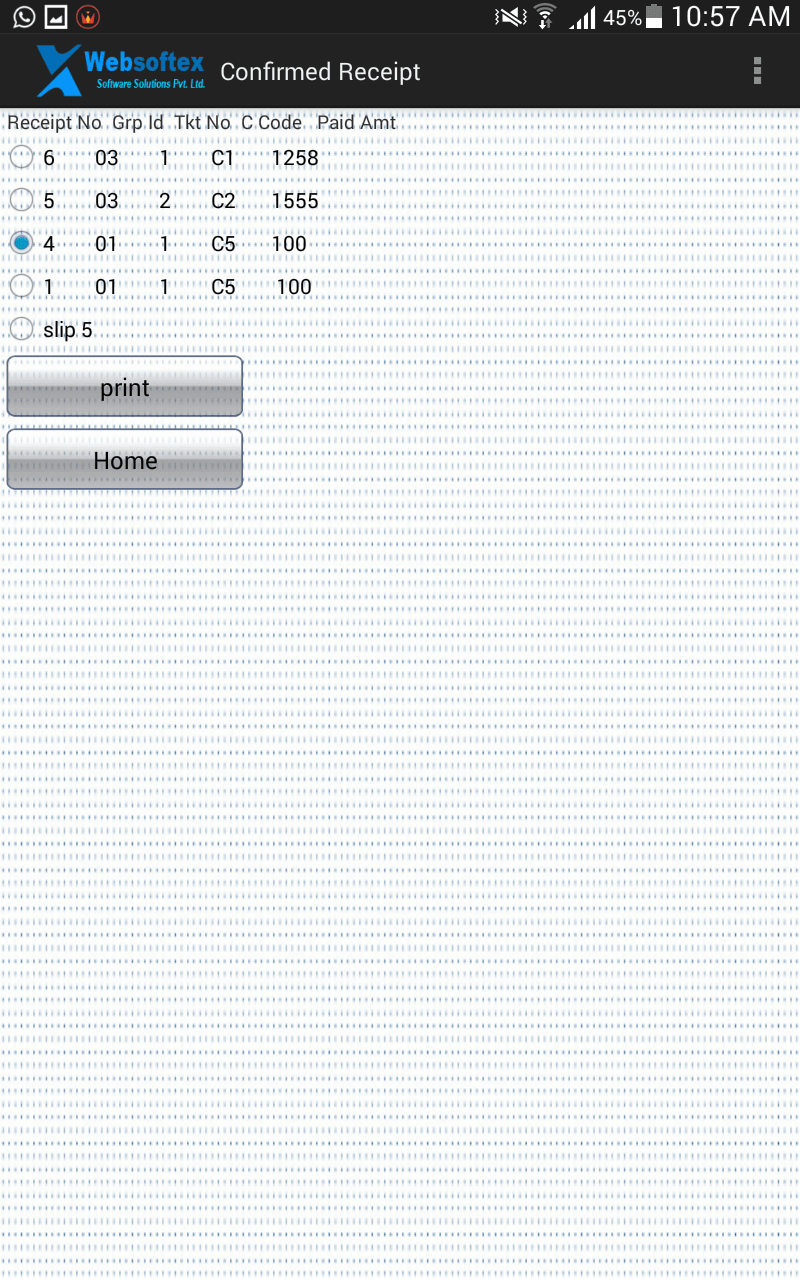 45% 10:57 AM
Websoftex
Software Solutions Pvt. Ltd.
Confirmed Receipt
Receipt No Grp Id Tkt No C Code Paid Amt
6 03 1 C1 1258
5 03 2 C2 1555
4 01 1 C5 100
1 01 1 C5 100
slip 5
print
Home